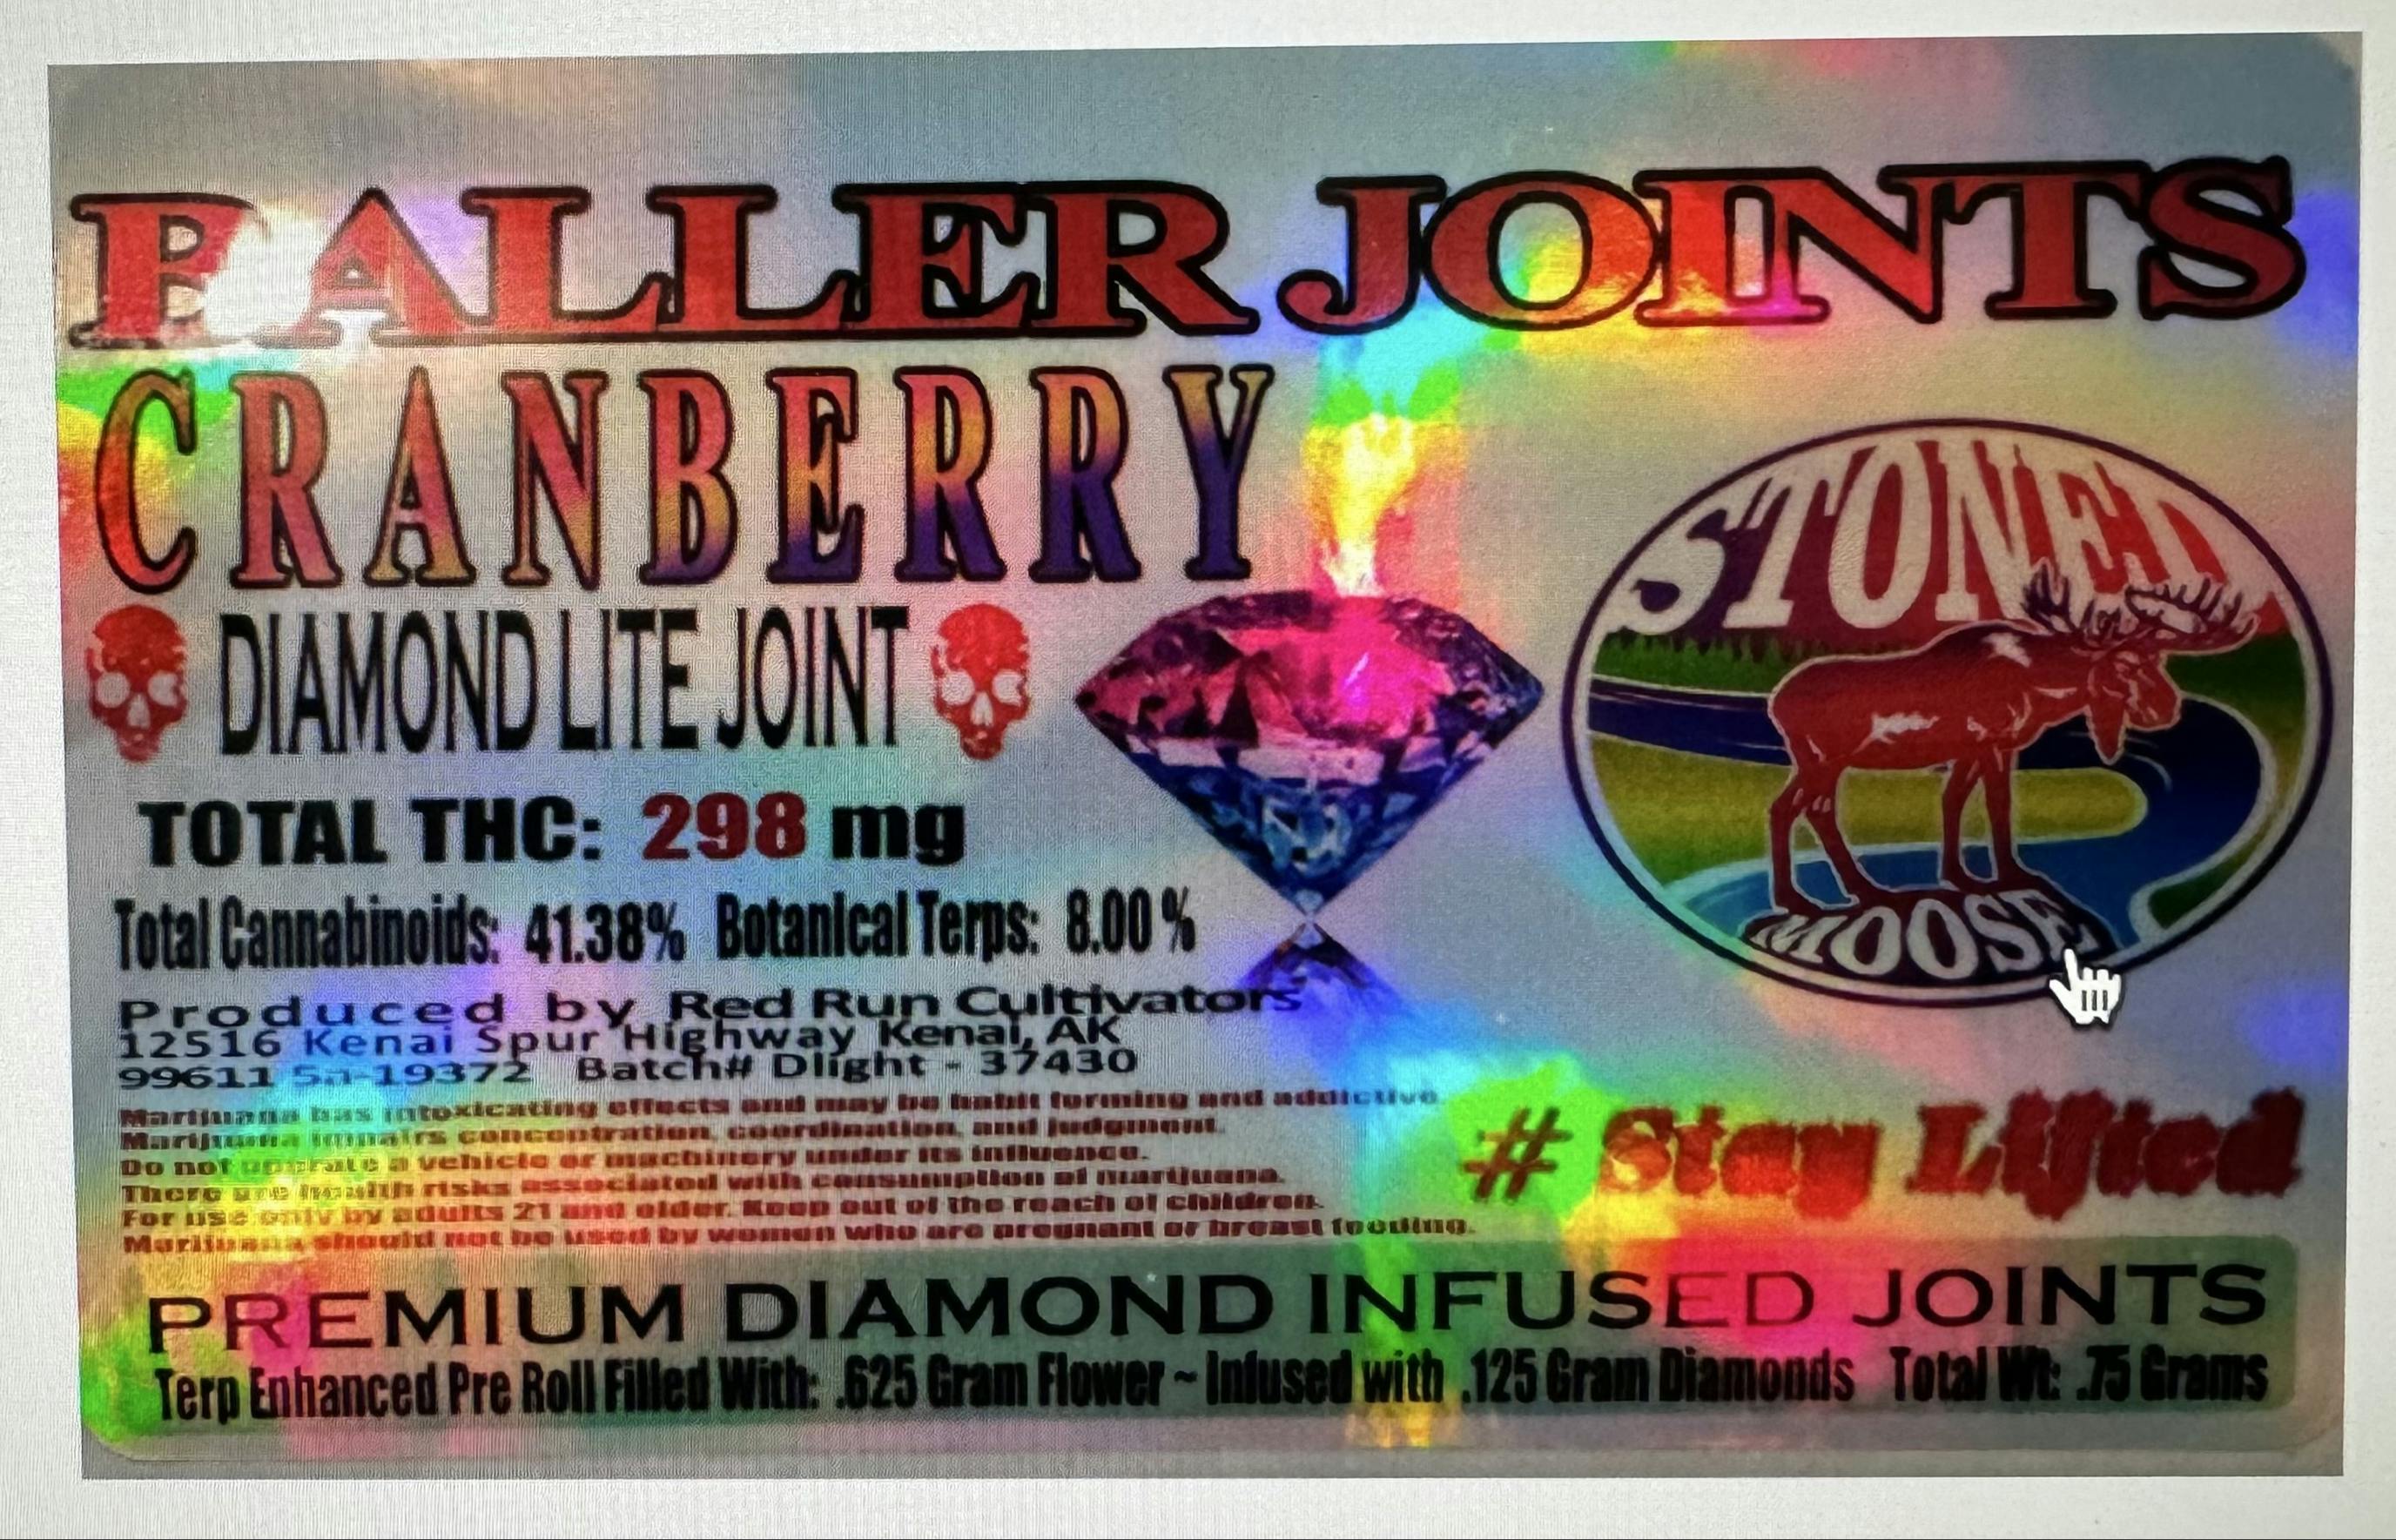 BALLER JOINTS
CRANBERRY
DIAMOND LITE JOINT
TOTAL THC: 298 mg
Total Cannabinoids: 41.38% Botanical Terps: 8.00%
Produced by Red Run Cultivators
12516 Kenai Spur Highway Kenai, AK
99611 5a-19372 Batch# Dlight - 37430
Marijuana has intoxicating effects and may be habit forming and addictive.
Marijuana impairs concentration, coordination, and judgment.
Do not operate a vehicle or machinery under its influence.
There are health risks associated with consumption of marijuana.
For use only by adults 21 and older. Keep out of the reach of children.
Marijuana should not be used by women who are pregnant or breast feeding.
STONED
MOOSE
# Stay Lifted
PREMIUM DIAMOND INFUSED JOINTS
Terp Enhanced Pre Roll Filled With: .625 Gram Flower ~ Infused with .125 Gram Diamonds Total Wt: .75 Grams